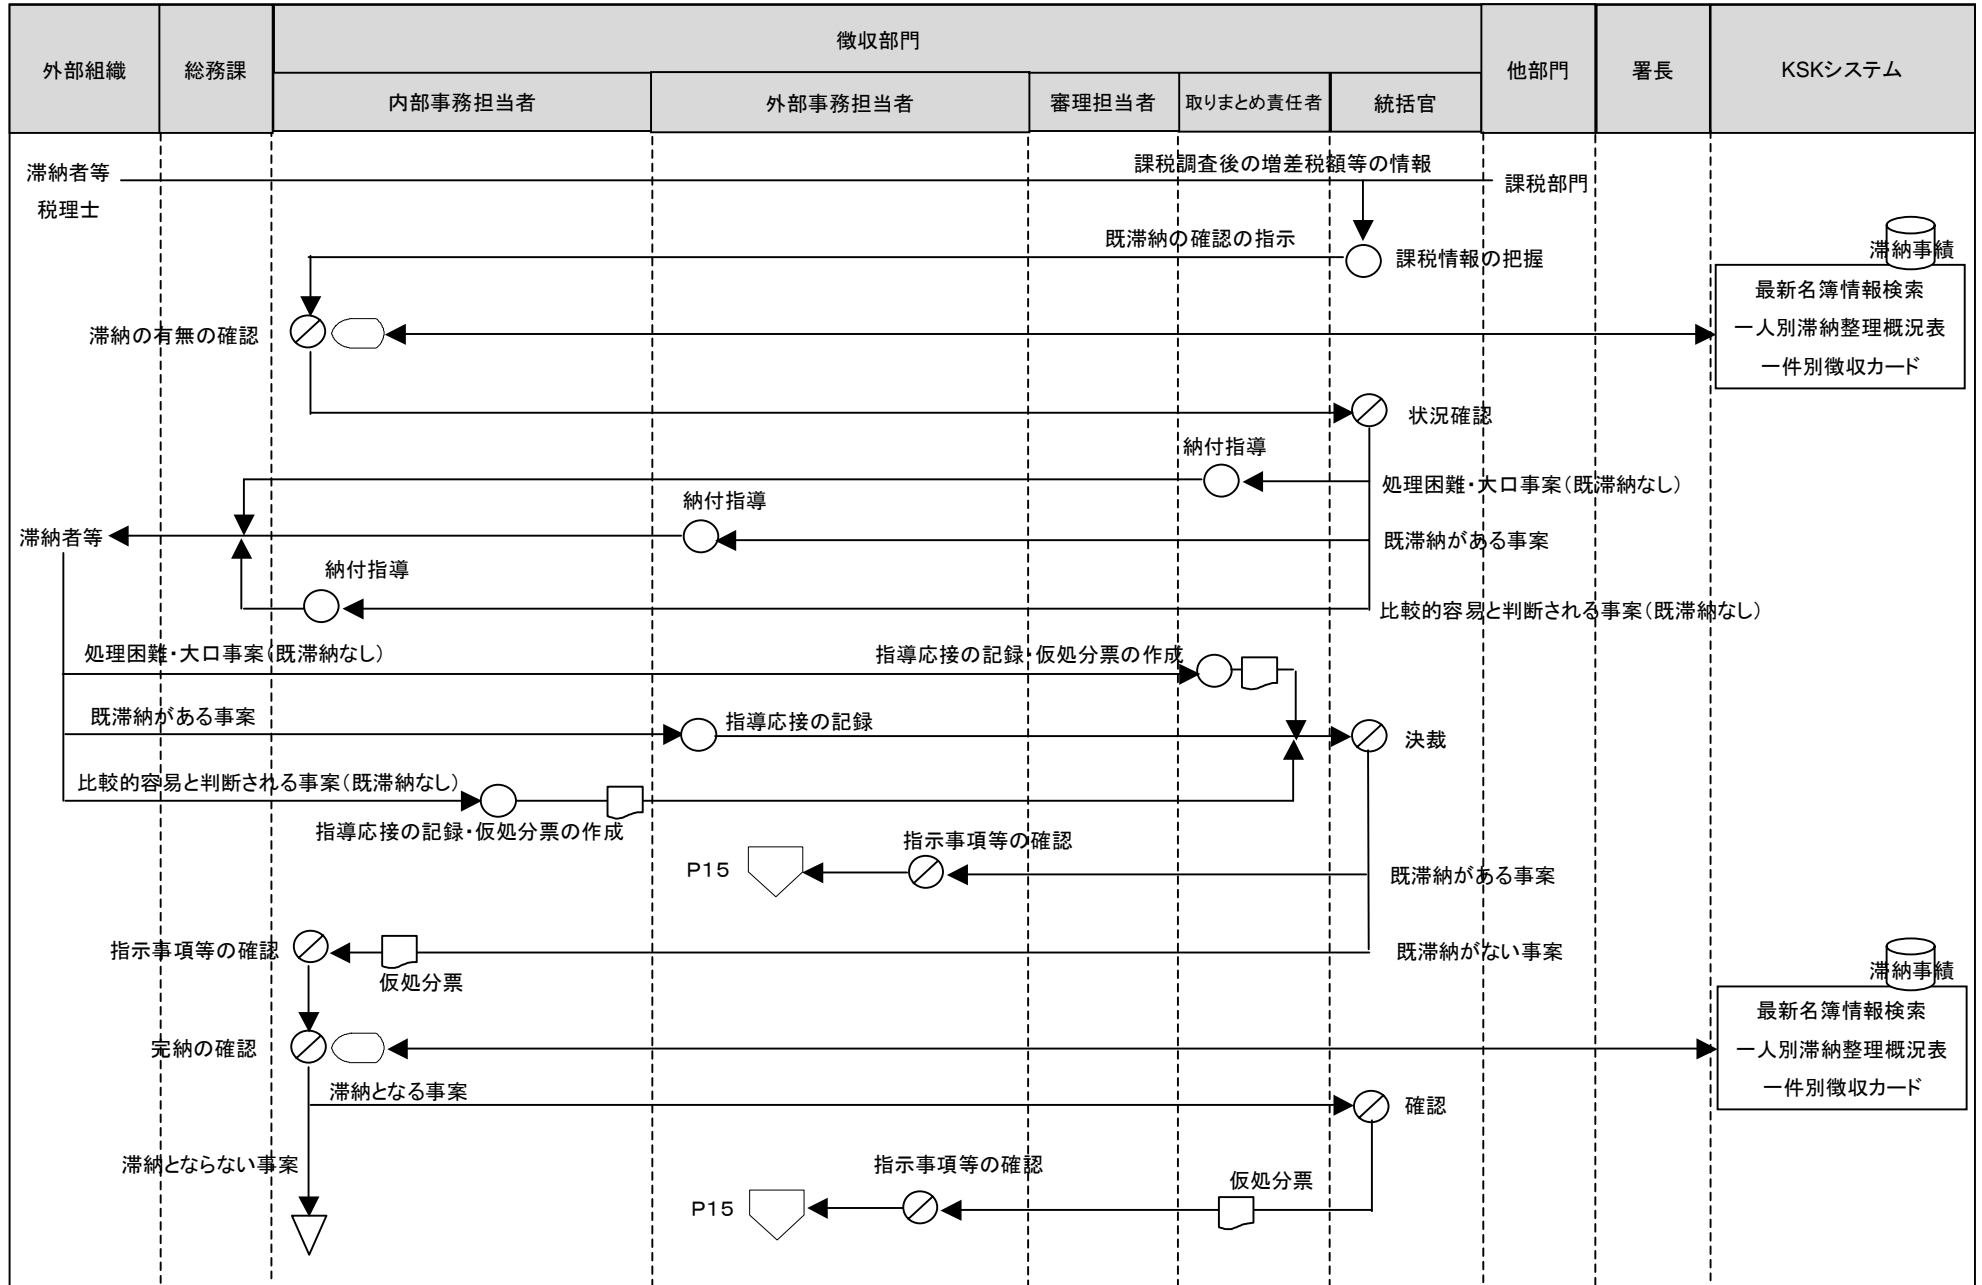 徴収部門
外部組織
総務課
内部事務担当者
外部事務担当者
審理担当者
取りまとめ責任者
統括官
他部門
署長
KSKシステム
滞納者等
税理士
課税調査後の増差税額等の情報
課税部門
既滞納の確認の指示
課税情報の把握
滞納事績
最新名簿情報検索
一人別滞納整理概況表
一件別徴収カード
滞納の有無の確認
状況確認
納付指導
処理困難・大口事案(既滞納なし)
納付指導
滞納者等
既滞納がある事案
納付指導
比較的容易と判断される事案(既滞納なし)
処理困難・大口事案(既滞納なし)
指導応接の記録・仮処分票の作成
既滞納がある事案
指導応接の記録
決裁
比較的容易と判断される事案(既滞納なし)
指導応接の記録・仮処分票の作成
指示事項等の確認
P15
既滞納がある事案
指示事項等の確認
既滞納がない事案
仮処分票
滞納事績
最新名簿情報検索
一人別滞納整理概況表
一件別徴収カード
完納の確認
滞納となる事案
確認
滞納とならない事案
指示事項等の確認
仮処分票
P15